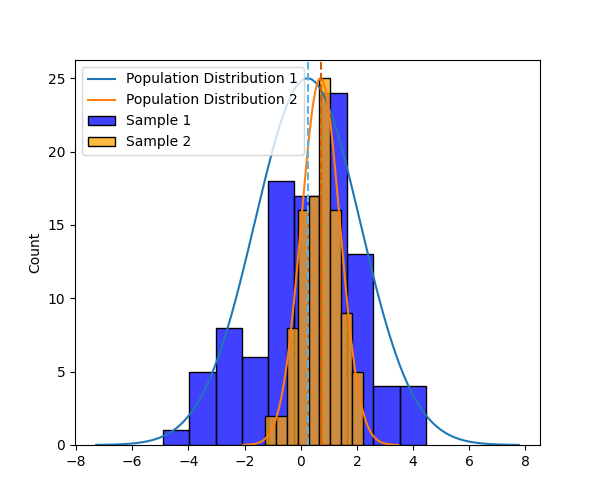 Population Distribution 1
Population Distribution 2
Sample 1
Sample 2
Count
25
20
15
10
5
0
−8 −6 −4 −2 0 2 4 6 8